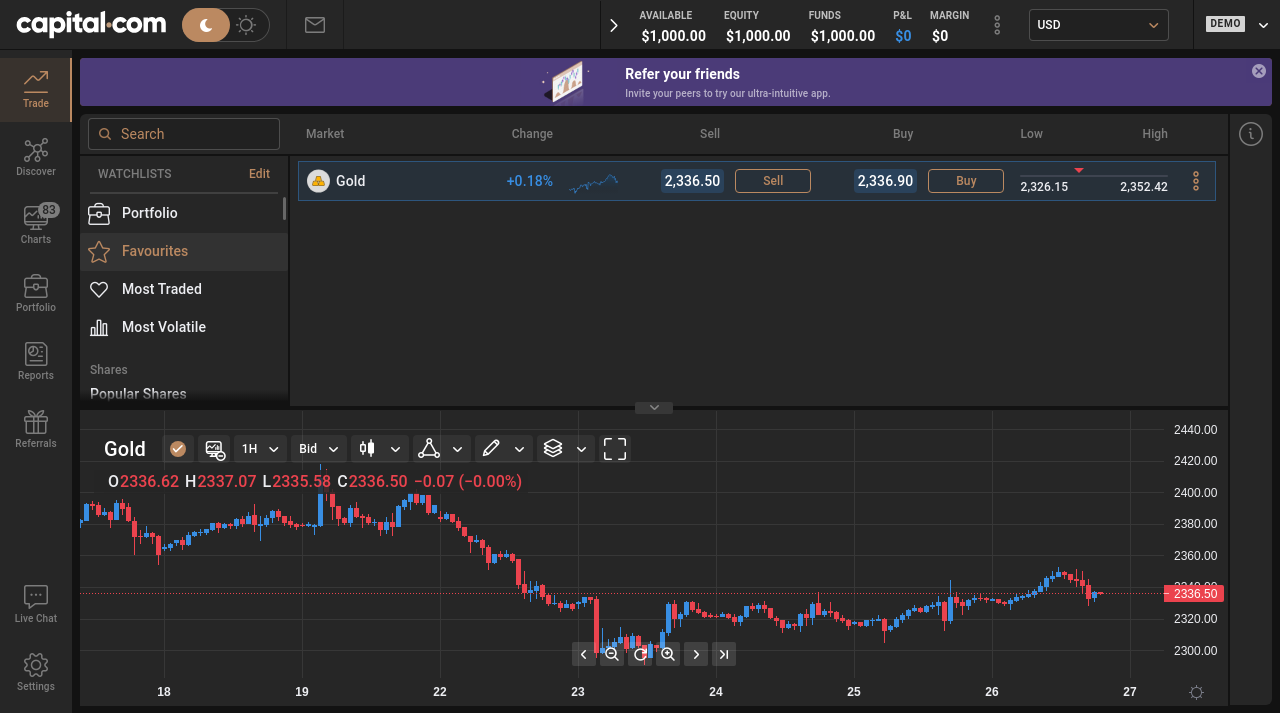 capital.com
AVAILABLE EQUITY FUNDS P&L MARGIN
$1,000.00 $1,000.00 $1,000.00 $0 $0
USD
DEMO
Trade
Discover
83
Charts
Portfolio
Reports
Referrals
Live Chat
Settings
Refer your friends
Invite your peers to try our ultra-intuitive app.
Search
Market Change Sell Buy Low High
WATCHLISTS Edit
Portfolio
Favourites
Most Traded
Most Volatile
Shares
Popular Shares
Gold +0.18% 2,336.50 Sell 2,336.90 Buy 2,326.15 2,352.42
Gold 1H Bid
O2336.62 H2337.07 L2335.58 C2336.50 −0.07 (−0.00%)
2440.00
2420.00
2400.00
2380.00
2360.00
2340.00
2336.50
2320.00
2300.00
18 19 22 23 24 25 26 27